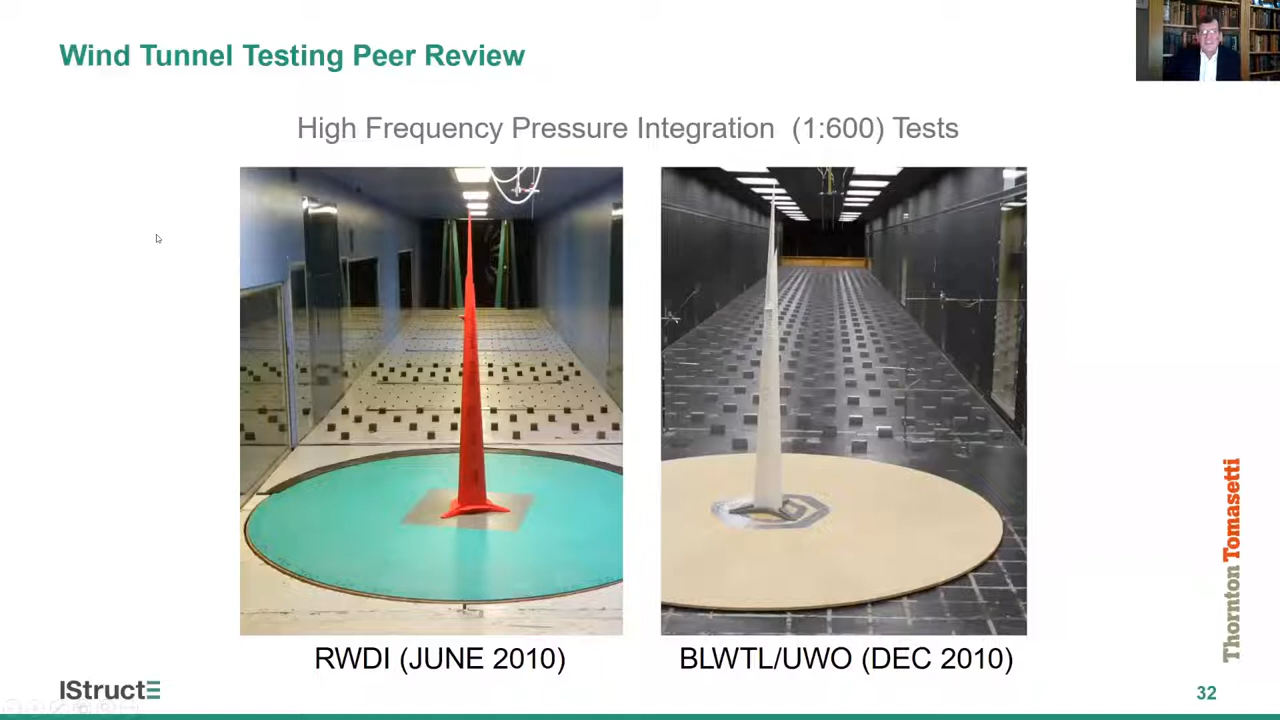 Wind Tunnel Testing Peer Review
High Frequency Pressure Integration (1:600) Tests
RWDI (JUNE 2010)
BLWTL/UWO (DEC 2010)
Thornton Tomasetti
IStructE
32